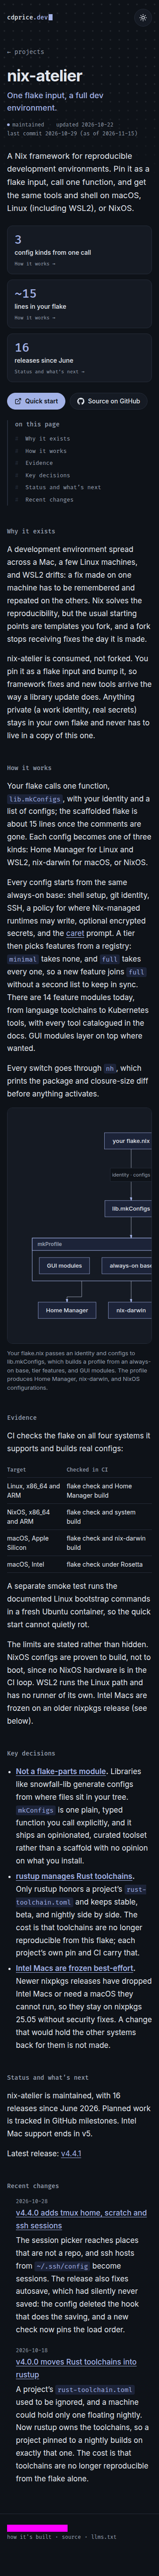 cdprice.dev
← projects
nix-atelier
One flake input, a full dev
environment.
maintained updated 2026-10-22
last commit 2026-10-29 (as of 2026-11-15)
A Nix framework for reproducible
development environments. Pin it as a
flake input, call one function, and get
the same tools and shell on macOS,
Linux (including WSL2), or NixOS.
3
config kinds from one call
How it works →
~15
lines in your flake
How it works →
16
releases since June
Status and what's next →
Quick start
Source on GitHub
on this page
Why it exists
How it works
Evidence
Key decisions
Status and what's next
Recent changes
Why it exists
A development environment spread
across a Mac, a few Linux machines,
and WSL2 drifts: a fix made on one
machine has to be remembered and
repeated on the others. Nix solves the
reproducibility, but the usual starting
points are templates you fork, and a fork
stops receiving fixes the day it is made.
nix-atelier is consumed, not forked. You
pin it as a flake input and bump it, so
framework fixes and new tools arrive the
way a library update does. Anything
private (a work identity, real secrets)
stays in your own flake and never has to
live in a copy of this one.
How it works
Your flake calls one function,
lib.mkConfigs, with your identity and a
list of configs; the scaffolded flake is
about 15 lines once the comments are
gone. Each config becomes one of three
kinds: Home Manager for Linux and
WSL2, nix-darwin for macOS, or NixOS.
Every config starts from the same
always-on base: shell setup, git identity,
SSH, a policy for where Nix-managed
runtimes may write, optional encrypted
secrets, and the caret prompt. A tier
then picks features from a registry:
minimal takes none, and full takes
every one, so a new feature joins full
without a second list to keep in sync.
There are 14 feature modules today,
from language toolchains to Kubernetes
tools, with every tool catalogued in the
docs. GUI modules layer on top where
wanted.
Every switch goes through nh, which
prints the package and closure-size diff
before anything activates.
your flake.nix
identity · configs
lib.mkConfigs
mkProfile
GUI modules
always-on base
Home Manager
nix-darwin
Your flake.nix passes an identity and configs to
lib.mkConfigs, which builds a profile from an always-
on base, tier features, and GUI modules. The profile
produces Home Manager, nix-darwin, and NixOS
configurations.
Evidence
CI checks the flake on all four systems it
supports and builds real configs:
Target Checked in CI
Linux, x86_64 and
ARM
flake check and Home
Manager build
NixOS, x86_64
and ARM
flake check and system
build
macOS, Apple
Silicon
flake check and nix-darwin
build
macOS, Intel
flake check under Rosetta
A separate smoke test runs the
documented Linux bootstrap commands
in a fresh Ubuntu container, so the quick
start cannot quietly rot.
The limits are stated rather than hidden.
NixOS configs are proven to build, not to
boot, since no NixOS hardware is in the
CI loop. WSL2 runs the Linux path and
has no runner of its own. Intel Macs are
frozen on an older nixpkgs release (see
below).
Key decisions
Not a flake-parts module. Libraries
like snowfall-lib generate configs
from where files sit in your tree.
mkConfigs is one plain, typed
function you call explicitly, and it
ships an opinionated, curated toolset
rather than a scaffold with no opinion
on what you install.
rustup manages Rust toolchains.
Only rustup honors a project's rust-
toolchain.toml and keeps stable,
beta, and nightly side by side. The
cost is that toolchains are no longer
reproducible from this flake; each
project's own pin and CI carry that.
Intel Macs are frozen best-effort.
Newer nixpkgs releases have dropped
Intel Macs or need a macOS they
cannot run, so they stay on nixpkgs
25.05 without security fixes. A change
that would hold the other systems
back for them is not made.
Status and what's next
nix-atelier is maintained, with 16
releases since June 2026. Planned work
is tracked in GitHub milestones. Intel
Mac support ends in v5.
Latest release: v4.4.1
Recent changes
2026-10-28
v4.4.0 adds tmux home, scratch and
ssh sessions
The session picker reaches places
that are not a repo, and ssh hosts
from ~/.ssh/config become
sessions. The release also fixes
autosave, which had silently never
saved: the config deleted the hook
that does the saving, and a new
check now pins the load order.
2026-10-18
v4.0.0 moves Rust toolchains into
rustup
A project's rust-toolchain.toml
used to be ignored, and a machine
could hold only one floating nightly.
Now rustup owns the toolchains, so a
project pinned to a nightly builds on
exactly that one. The cost is that
toolchains are no longer reproducible
from the flake alone.
how it's built · source · llms.txt